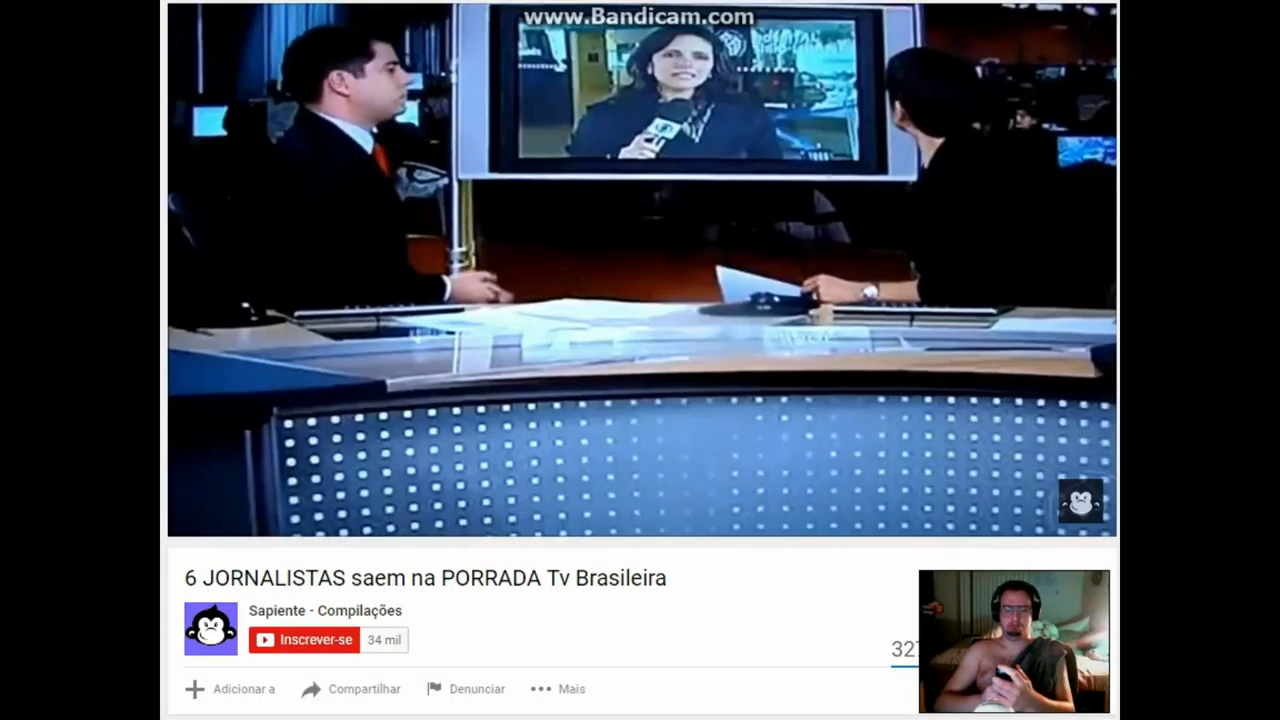 www.Bandicam.com
6 JORNALISTAS saem na PORRADA Tv Brasileira
Sapiente - Compilações
Inscrever-se 34 mil
327
Adicionar a Compartilhar Denunciar Mais